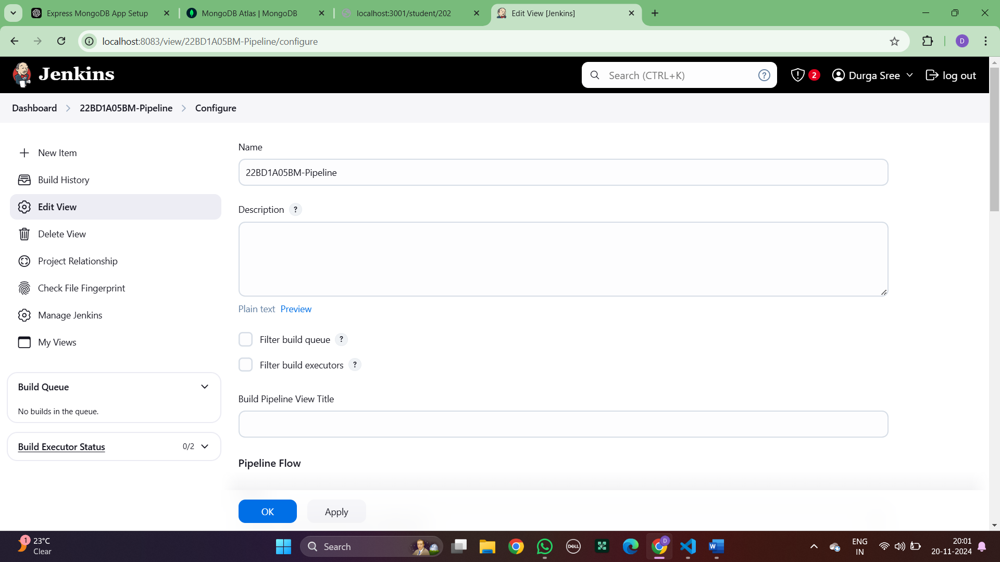 Express MongoDB App Setup
MongoDB Atlas | MongoDB
localhost:3001/student/202
Edit View [Jenkins]
localhost:8083/view/22BD1A05BM-Pipeline/configure
D
Jenkins
Search (CTRL+K)
?
2
Durga Sree
log out
Dashboard
22BD1A05BM-Pipeline
Configure
New Item
Build History
Edit View
Delete View
Project Relationship
Check File Fingerprint
Manage Jenkins
My Views
Build Queue
No builds in the queue.
Build Executor Status
0/2
Name
22BD1A05BM-Pipeline
Description ?
Plain text Preview
Filter build queue ?
Filter build executors ?
Build Pipeline View Title
Pipeline Flow
OK
Apply
1
23°C
Clear
Search
DELL
D
W
ENG
IN
20:01
20-11-2024